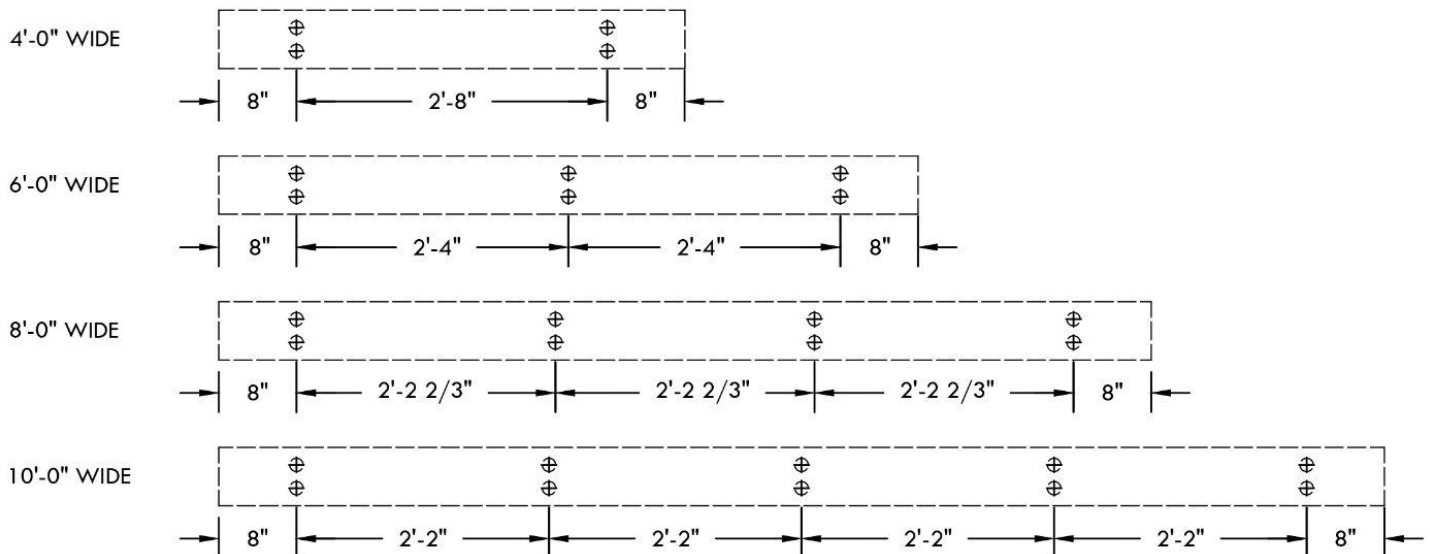 4'-0" WIDE
8" 2'-8" 8"
6'-0" WIDE
8" 2'-4" 2'-4" 8"
8'-0" WIDE
8" 2'-2 2/3" 2'-2 2/3" 2'-2 2/3" 8"
10'-0" WIDE
8" 2'-2" 2'-2" 2'-2" 2'-2" 8"